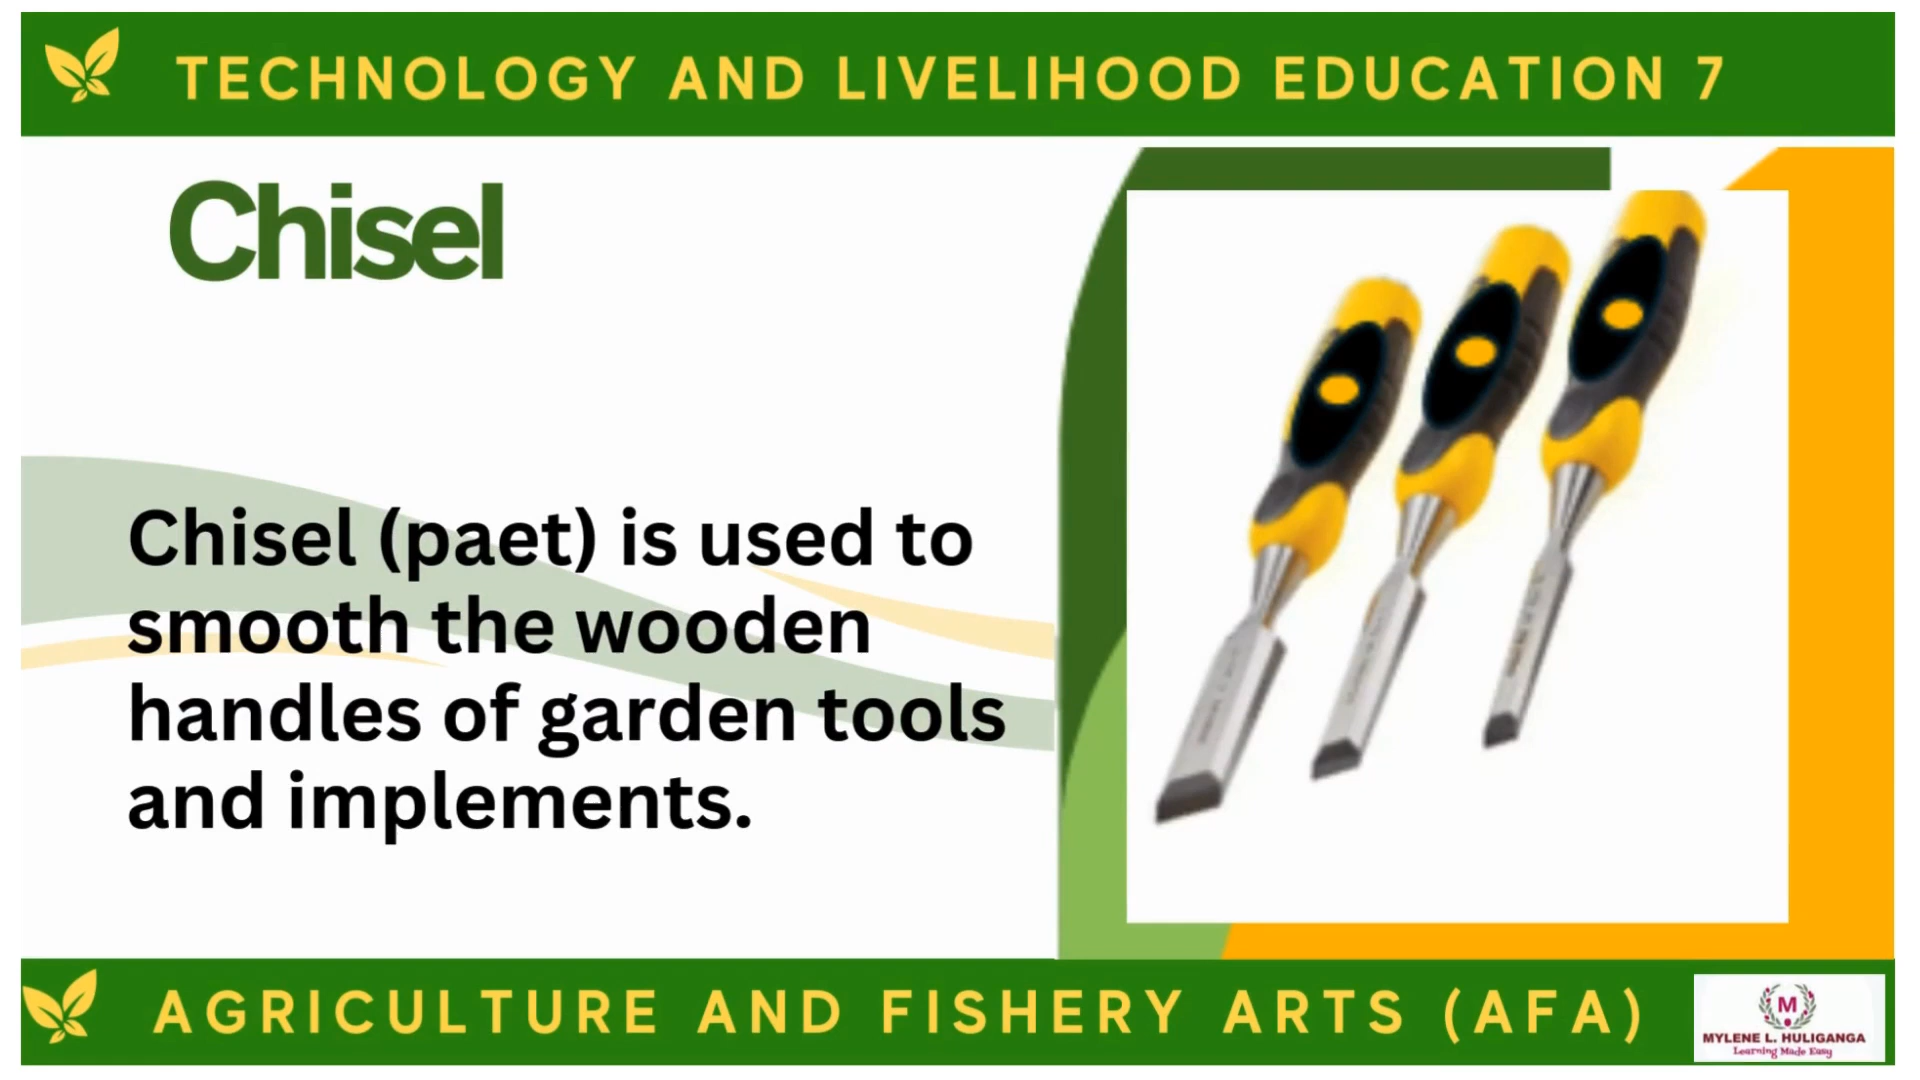 TECHNOLOGY AND LIVELIHOOD EDUCATION 7
Chisel
Chisel (paet) is used to
smooth the wooden
handles of garden tools
and implements.
AGRICULTURE AND FISHERY ARTS (AFA)
M
MYLENE L. HULIGANGA
Learning Made Easy